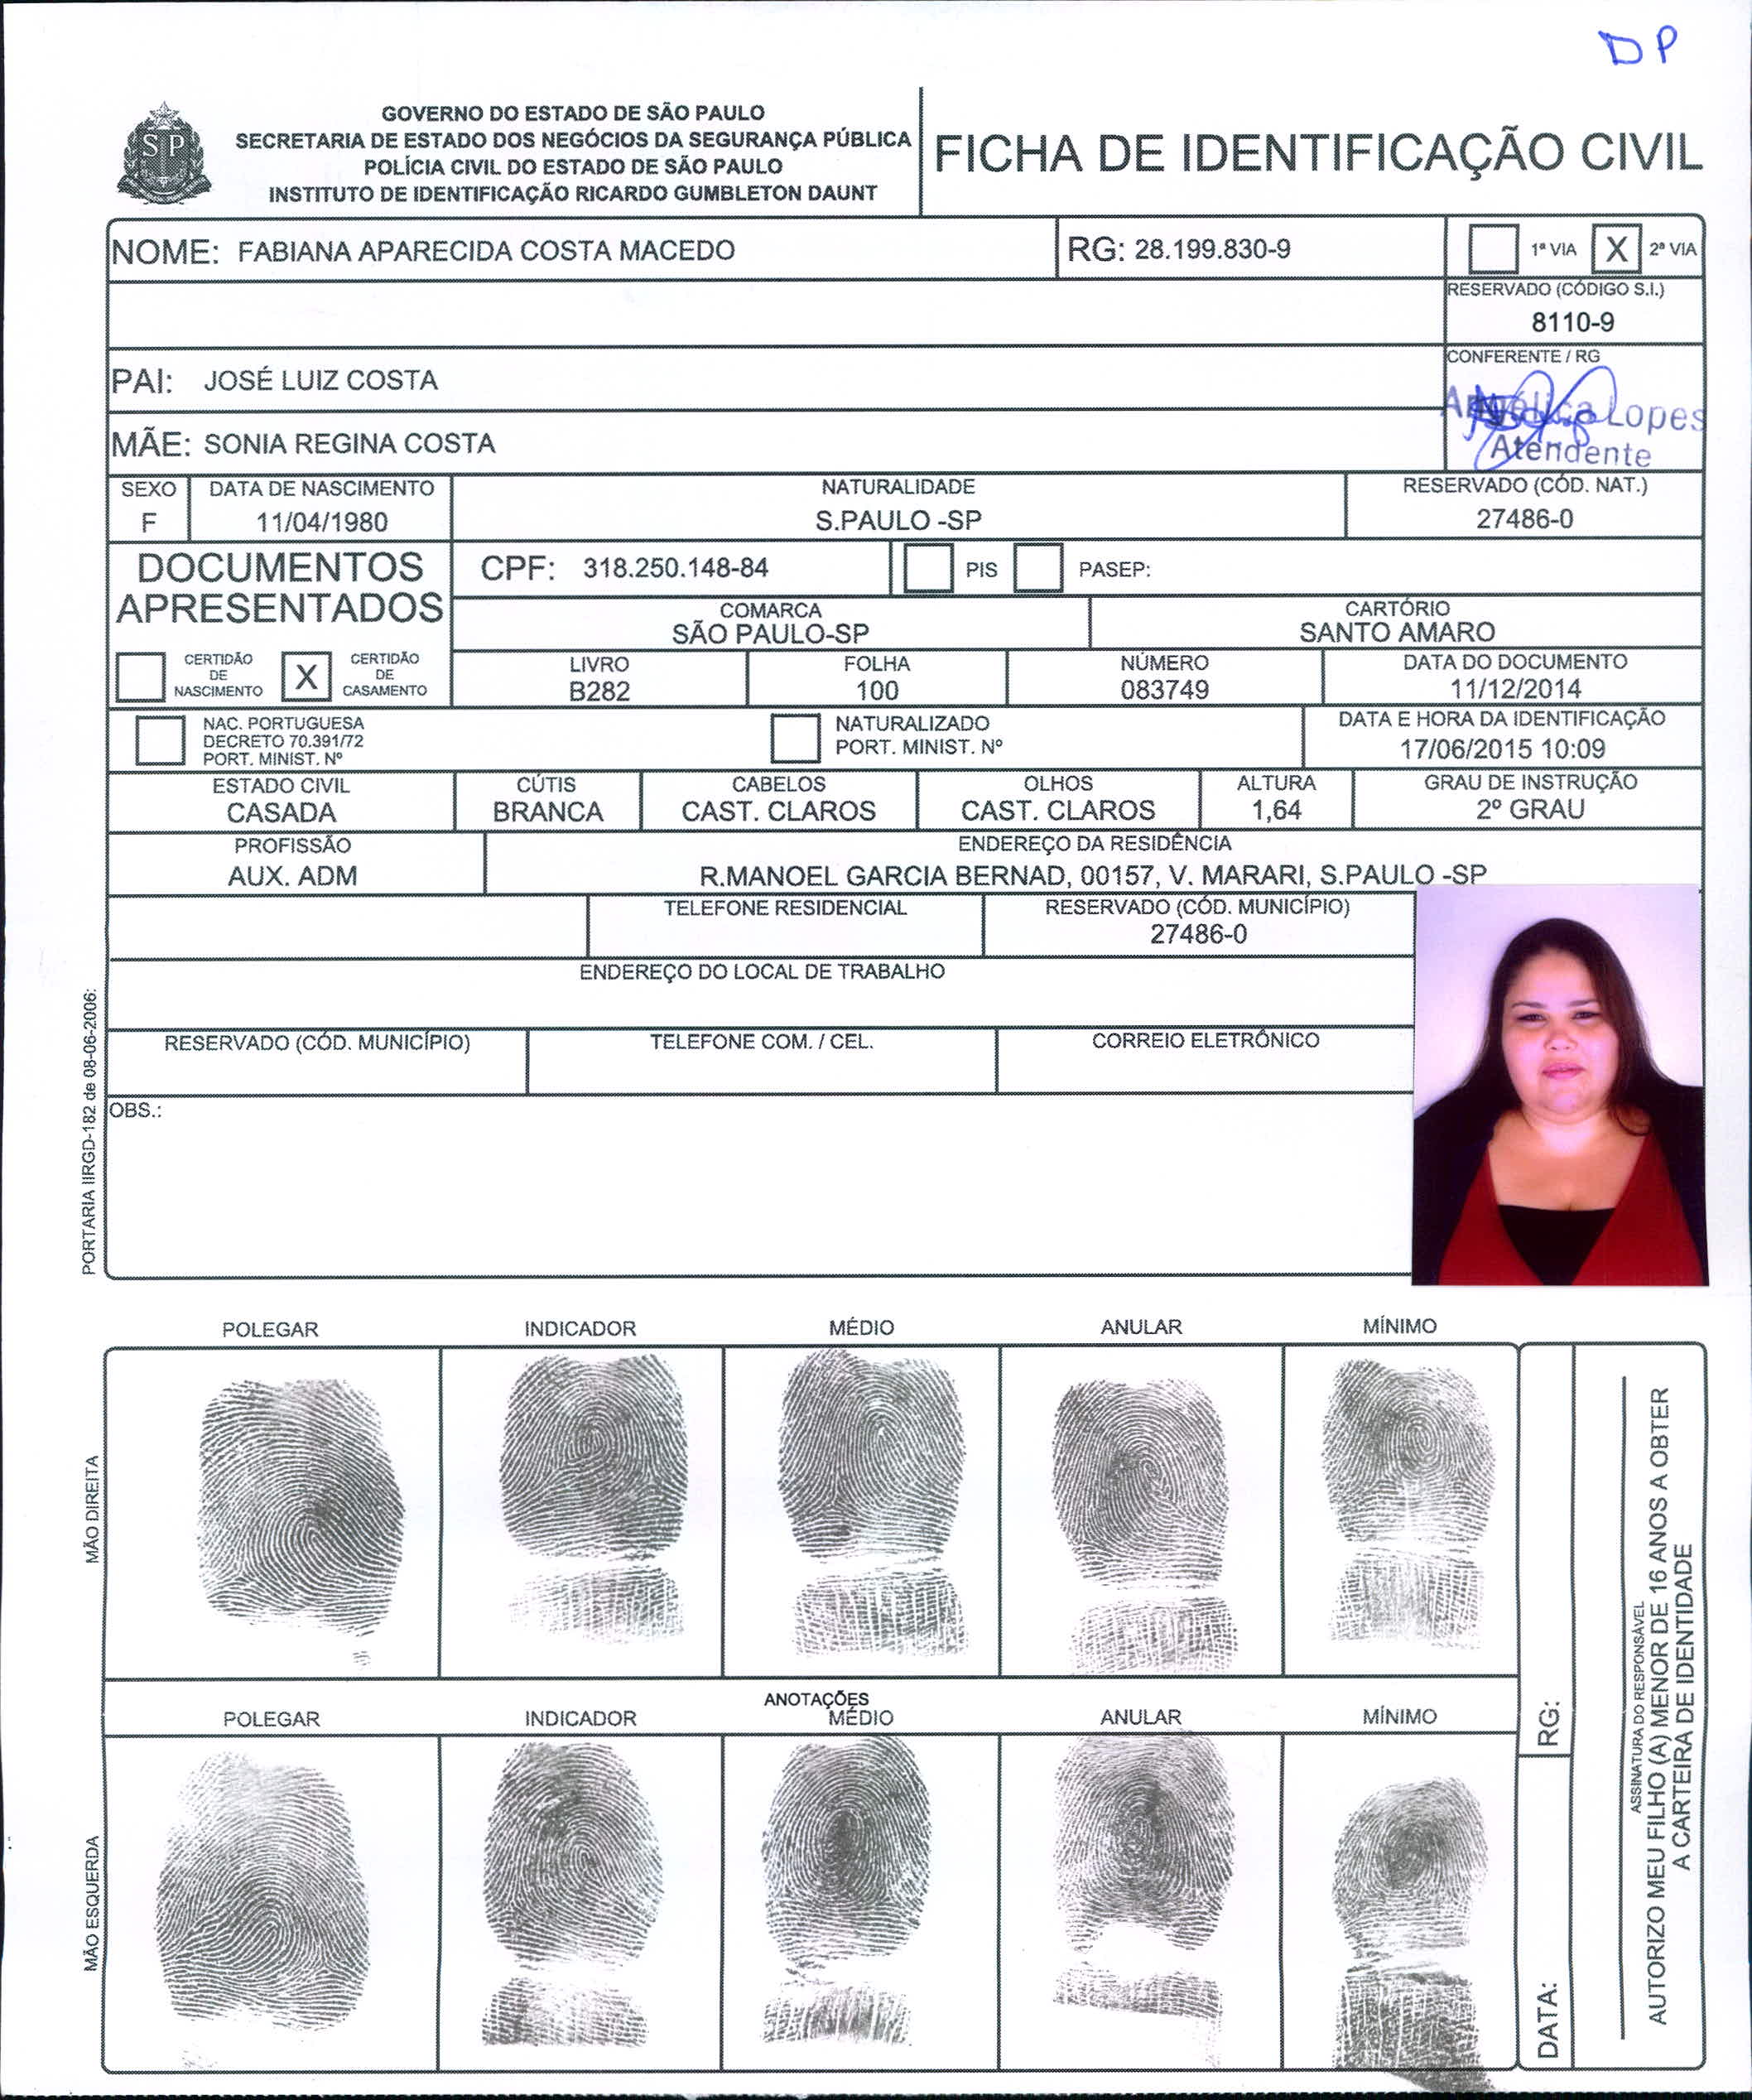 DP
GOVERNO DO ESTADO DE SÃO PAULO
SECRETARIA DE ESTADO DOS NEGÓCIOS DA SEGURANÇA PÚBLICA
POLÍCIA CIVIL DO ESTADO DE SÃO PAULO
INSTITUTO DE IDENTIFICAÇÃO RICARDO GUMBLETON DAUNT
SP
FICHA DE IDENTIFICAÇÃO CIVIL
NOME: FABIANA APARECIDA COSTA MACEDO
RG: 28.199.830-9
1ª VIA X 2ª VIA
RESERVADO (CÓDIGO S.I.)
8110-9
PAI: JOSÉ LUIZ COSTA
CONFERENTE / RG
Angélica Lopes
Atendente
MÃE: SONIA REGINA COSTA
SEXO
F
DATA DE NASCIMENTO
11/04/1980
NATURALIDADE
S.PAULO -SP
RESERVADO (CÓD. NAT.)
27486-0
DOCUMENTOS
APRESENTADOS
CPF: 318.250.148-84
PIS
PASEP:
COMARCA
SÃO PAULO-SP
CARTÓRIO
SANTO AMARO
CERTIDÃO
DE
NASCIMENTO
X
CERTIDÃO
DE
CASAMENTO
LIVRO
B282
FOLHA
100
NÚMERO
083749
DATA DO DOCUMENTO
11/12/2014
NAC. PORTUGUESA
DECRETO 70.391/72
PORT. MINIST. Nº
NATURALIZADO
PORT. MINIST. Nº
DATA E HORA DA IDENTIFICAÇÃO
17/06/2015 10:09
ESTADO CIVIL
CASADA
CÚTIS
BRANCA
CABELOS
CAST. CLAROS
OLHOS
CAST. CLAROS
ALTURA
1,64
GRAU DE INSTRUÇÃO
2º GRAU
PROFISSÃO
AUX. ADM
ENDEREÇO DA RESIDÊNCIA
R.MANOEL GARCIA BERNAD, 00157, V. MARARI, S.PAULO -SP
TELEFONE RESIDENCIAL
RESERVADO (CÓD. MUNICÍPIO)
27486-0
ENDEREÇO DO LOCAL DE TRABALHO
RESERVADO (CÓD. MUNICÍPIO)
TELEFONE COM. / CEL.
CORREIO ELETRÔNICO
OBS.:
PORTARIA IIRGD-182 de 08-06-2006:
POLEGAR INDICADOR MÉDIO ANULAR MÍNIMO
MÃO DIREITA
ANOTAÇÕES
POLEGAR INDICADOR MÉDIO ANULAR MÍNIMO
MÃO ESQUERDA
RG:
DATA:
ASSINATURA DO RESPONSÁVEL
AUTORIZO MEU FILHO (A) MENOR DE 16 ANOS A OBTER
A CARTEIRA DE IDENTIDADE